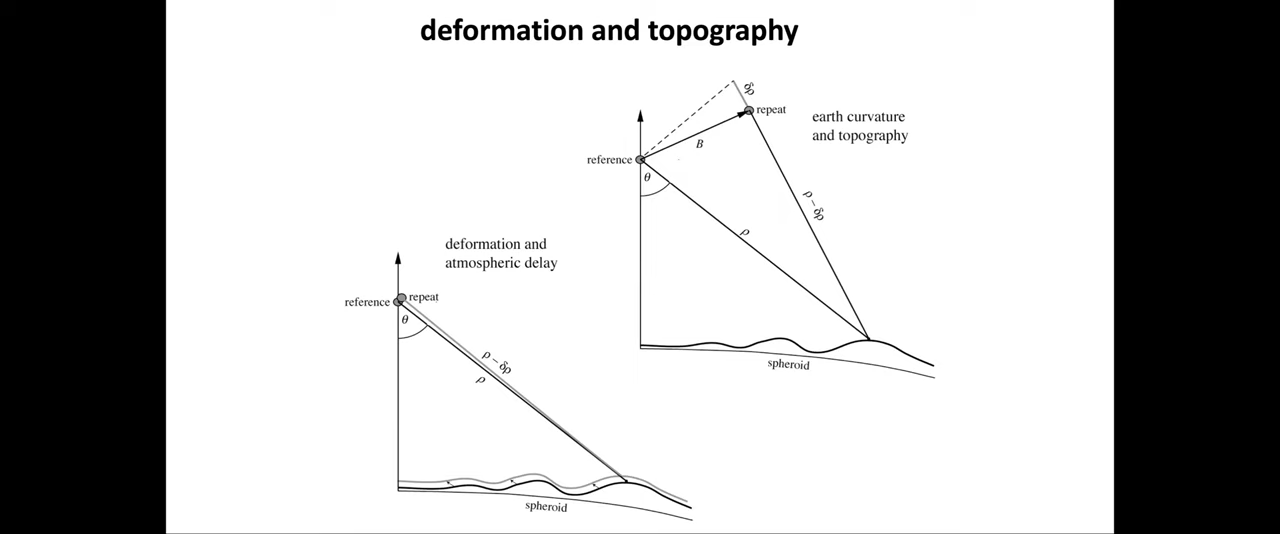 deformation and topography
δρ
repeat
earth curvature
and topography
B
reference
θ
ρ – δρ
ρ
deformation and
atmospheric delay
repeat
reference
θ
ρ – δρ
ρ
spheroid
spheroid